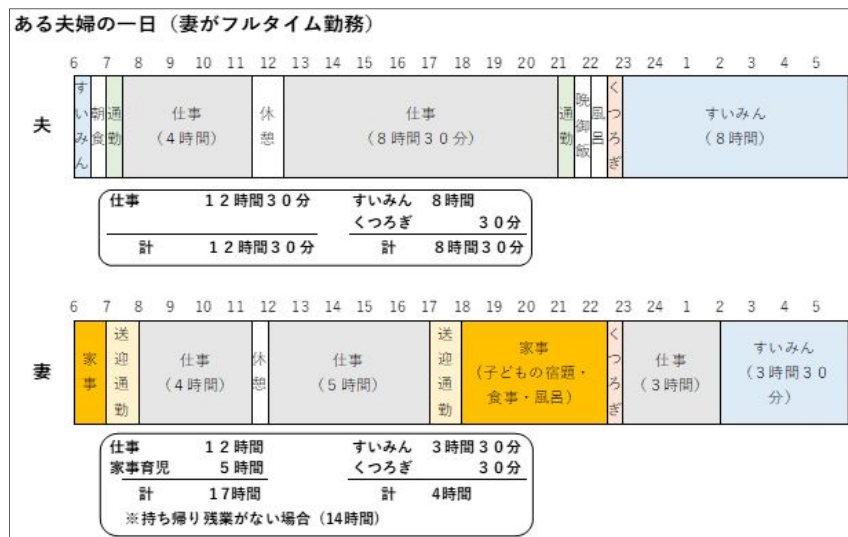 ある夫婦の一日（妻がフルタイム勤務）
6 7 8 9 10 11 12 13 14 15 16 17 18 19 20 21 22 23 24 1 2 3 4 5
夫
すいみん
朝食
通勤
仕事
（４時間）
休憩
仕事
（８時間３０分）
通勤
晩御飯
風呂
くつろぎ
すいみん
（８時間）
仕事 １２時間３０分 すいみん ８時間
くつろぎ ３０分
計 １２時間３０分 計 ８時間３０分
6 7 8 9 10 11 12 13 14 15 16 17 18 19 20 21 22 23 24 1 2 3 4 5
妻
家事
送迎通勤
仕事
（４時間）
休憩
仕事
（５時間）
送迎通勤
家事
（子どもの宿題・
食事・風呂）
くつろぎ
仕事
（３時間）
すいみん
（３時間３０
分）
仕事 １２時間 すいみん ３時間３０分
家事育児 ５時間 くつろぎ ３０分
計 17時間 計 ４時間
※持ち帰り残業がない場合（14時間）